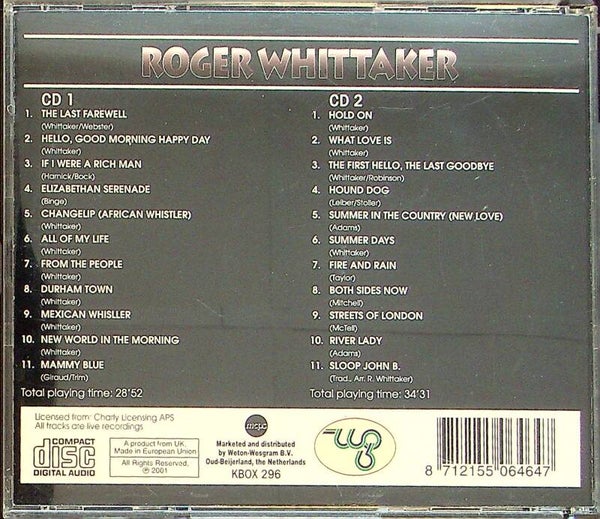 ROGER WHITTAKER
CD 1
1. THE LAST FAREWELL
(Whittaker/Webster)
2. HELLO, GOOD MORNING HAPPY DAY
(Whittaker)
3. IF I WERE A RICH MAN
(Harnick/Bock)
4. ELIZABETHAN SERENADE
(Binge)
5. CHANGELIP (AFRICAN WHISTLER)
(Whittaker)
6. ALL OF MY LIFE
(Whittaker)
7. FROM THE PEOPLE
(Whittaker)
8. DURHAM TOWN
(Whittaker)
9. MEXICAN WHISLLER
(Whittaker)
10. NEW WORLD IN THE MORNING
(Whittaker)
11. MAMMY BLUE
(Giraud/Trim)
Total playing time: 28'52
CD 2
1. HOLD ON
(Whittaker)
2. WHAT LOVE IS
(Whittaker)
3. THE FIRST HELLO, THE LAST GOODBYE
(Whittaker/Robinson)
4. HOUND DOG
(Leiber/Stoller)
5. SUMMER IN THE COUNTRY (NEW LOVE)
(Adams)
6. SUMMER DAYS
(Whittaker)
7. FIRE AND RAIN
(Taylor)
8. BOTH SIDES NOW
(Mitchell)
9. STREETS OF LONDON
(McTell)
10. RIVER LADY
(Adams)
11. SLOOP JOHN B.
(Trad., Arr. R. Whittaker)
Total playing time: 34'31
Licensed from: Charly Licensing APS
All tracks are live recordings
COMPACT
disc
DIGITAL AUDIO
A product from UK.
Made in European Union
All Rights Reserved.
℗ 2001
mcps
Marketed and distributed
by Weton-Wesgram B.V.
Oud-Beijerland, the Netherlands
KBOX 296
8 712155 064647